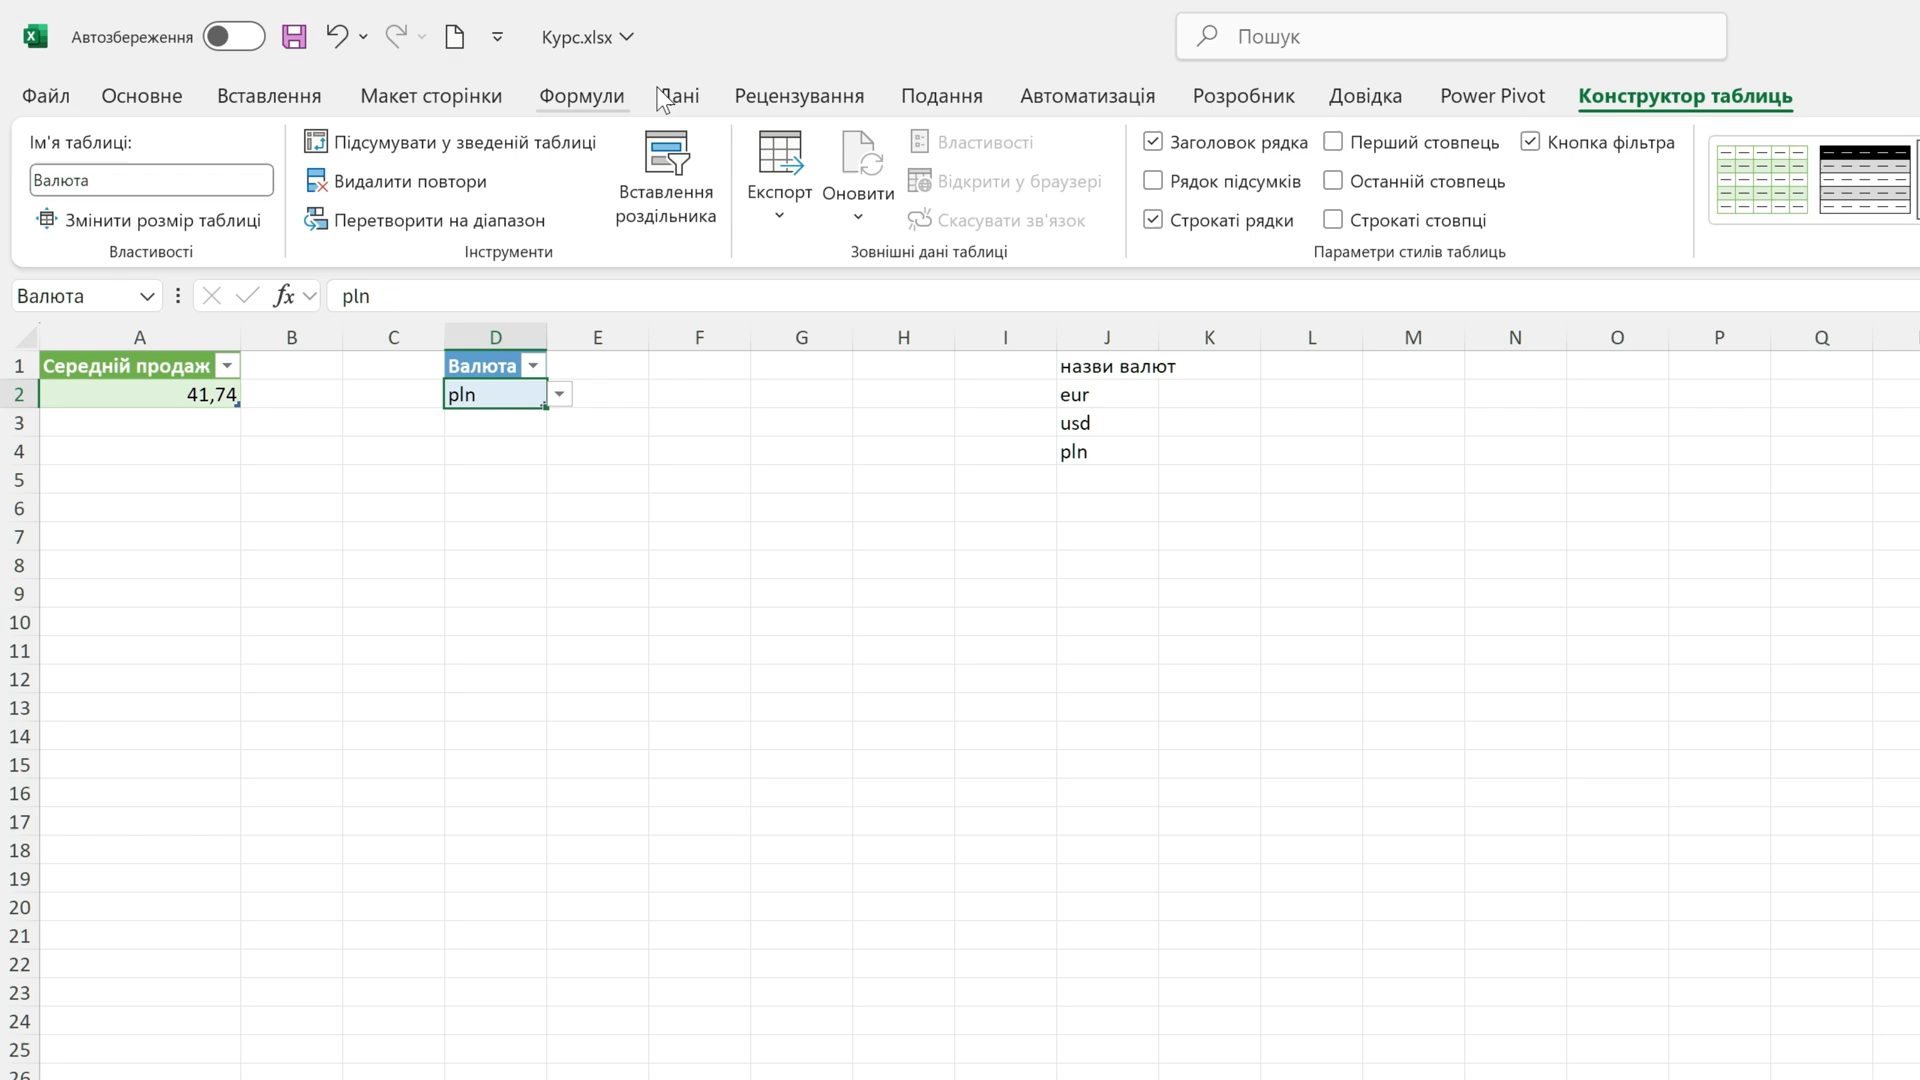 Автозбереження
Курс.xlsx
Пошук
Файл Основне Вставлення Макет сторінки Формули Дані Рецензування Подання Автоматизація Розробник Довідка Power Pivot Конструктор таблиць
Ім'я таблиці:
Валюта
Змінити розмір таблиці
Властивості
Підсумувати у зведеній таблиці
Видалити повтори
Перетворити на діапазон
Вставлення
роздільника
Інструменти
Експорт
Оновити
Властивості
Відкрити у браузері
Скасувати зв'язок
Зовнішні дані таблиці
Заголовок рядка
Рядок підсумків
Строкаті рядки
Перший стовпець
Останній стовпець
Строкаті стовпці
Кнопка фільтра
Параметри стилів таблиць
Валюта
fx
pln
A B C D E F G H I J K L M N O P Q
1 Середній продаж Валюта назви валют
2 41,74 pln eur
3 usd
4 pln
5
6
7
8
9
10
11
12
13
14
15
16
17
18
19
20
21
22
23
24
25
26